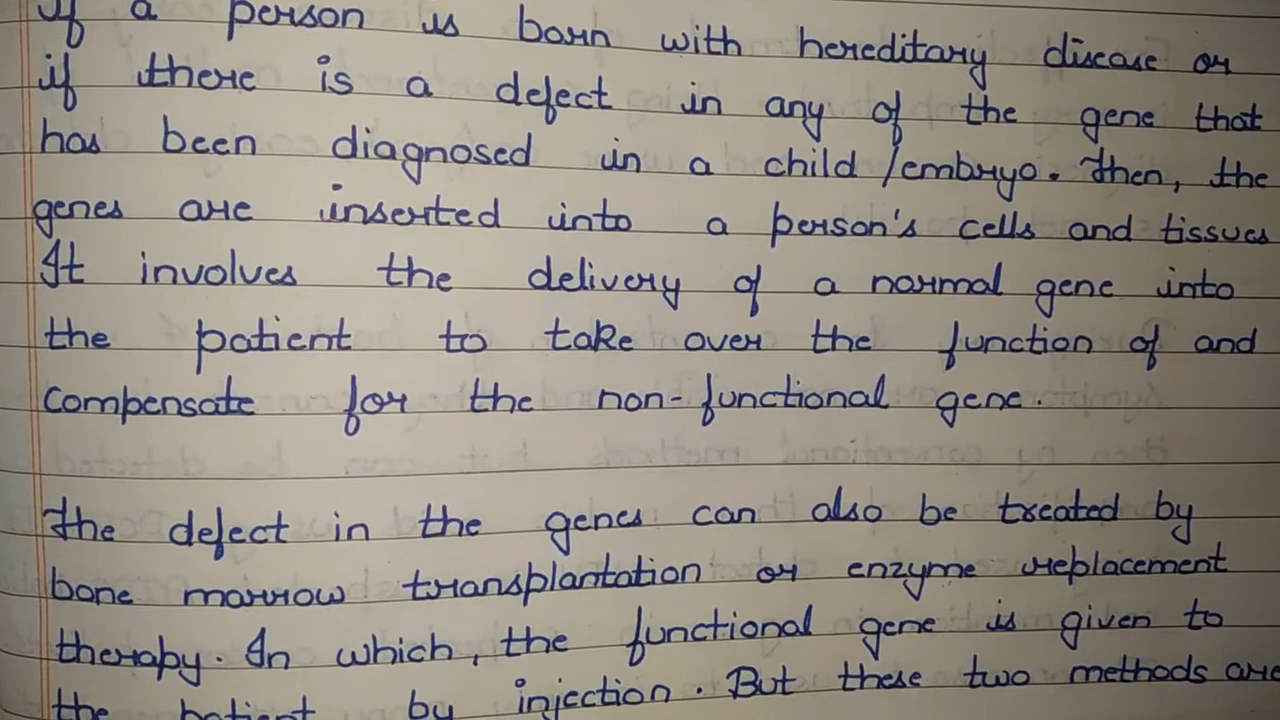 If a person is born with hereditary disease or
if there is a defect in any of the gene that
has been diagnosed in a child /embryo. Then, the
genes are inserted into a person's cells and tissues
It involves the delivery of a normal gene into
the patient to take over the function of and
compensate for the non-functional gene.
The defect in the genes can also be treated by
bone marrow transplantation or enzyme replacement
therapy. In which, the functional gene is given to
the patient by injection. But these two methods are